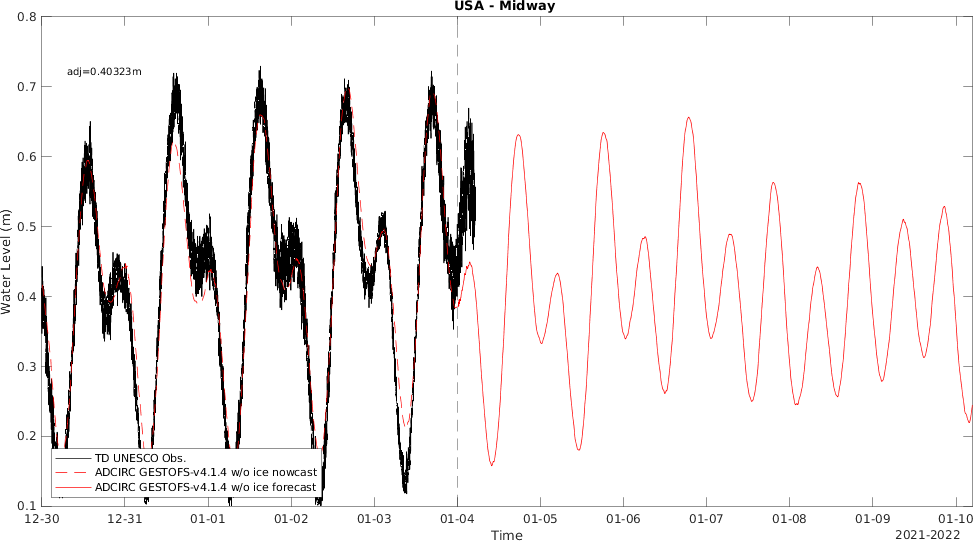 USA - Midway
0.8
adj=0.40323m
0.7
0.6
0.5
Water Level (m)
0.4
0.3
0.2
TD UNESCO Obs.
ADCIRC GESTOFS-v4.1.4 w/o ice nowcast
ADCIRC GESTOFS-v4.1.4 w/o ice forecast
0.1
12-30 12-31 01-01 01-02 01-03 01-04 01-05 01-06 01-07 01-08 01-09 01-10
Time
2021-2022